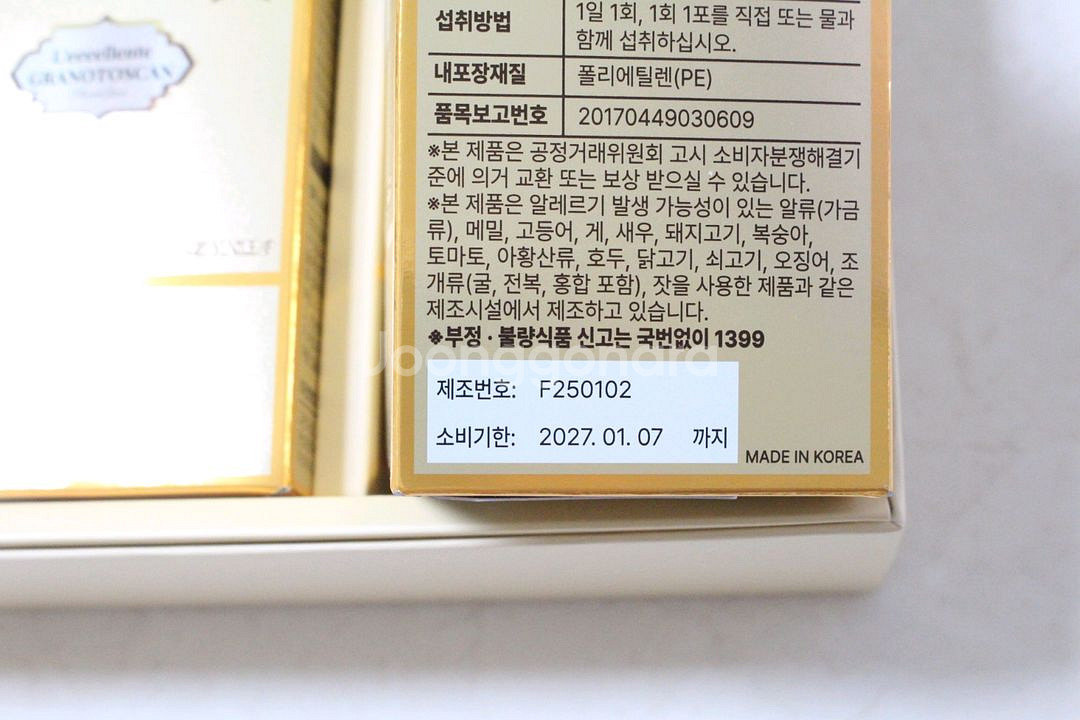 L'eccellente
GRANOTOSCAN
섭취방법
1일 1회, 1회 1포를 직접 또는 물과
함께 섭취하십시오.
내포장재질 폴리에틸렌(PE)
품목보고번호 20170449030609
※본 제품은 공정거래위원회 고시 소비자분쟁해결기
준에 의거 교환 또는 보상 받으실 수 있습니다.
※본 제품은 알레르기 발생 가능성이 있는 알류(가금
류), 메밀, 고등어, 게, 새우, 돼지고기, 복숭아,
토마토, 아황산류, 호두, 닭고기, 쇠고기, 오징어, 조
개류(굴, 전복, 홍합 포함), 잣을 사용한 제품과 같은
제조시설에서 제조하고 있습니다.
※부정 · 불량식품 신고는 국번없이 1399
Joonggonara
제조번호: F250102
소비기한: 2027. 01. 07 까지
MADE IN KOREA